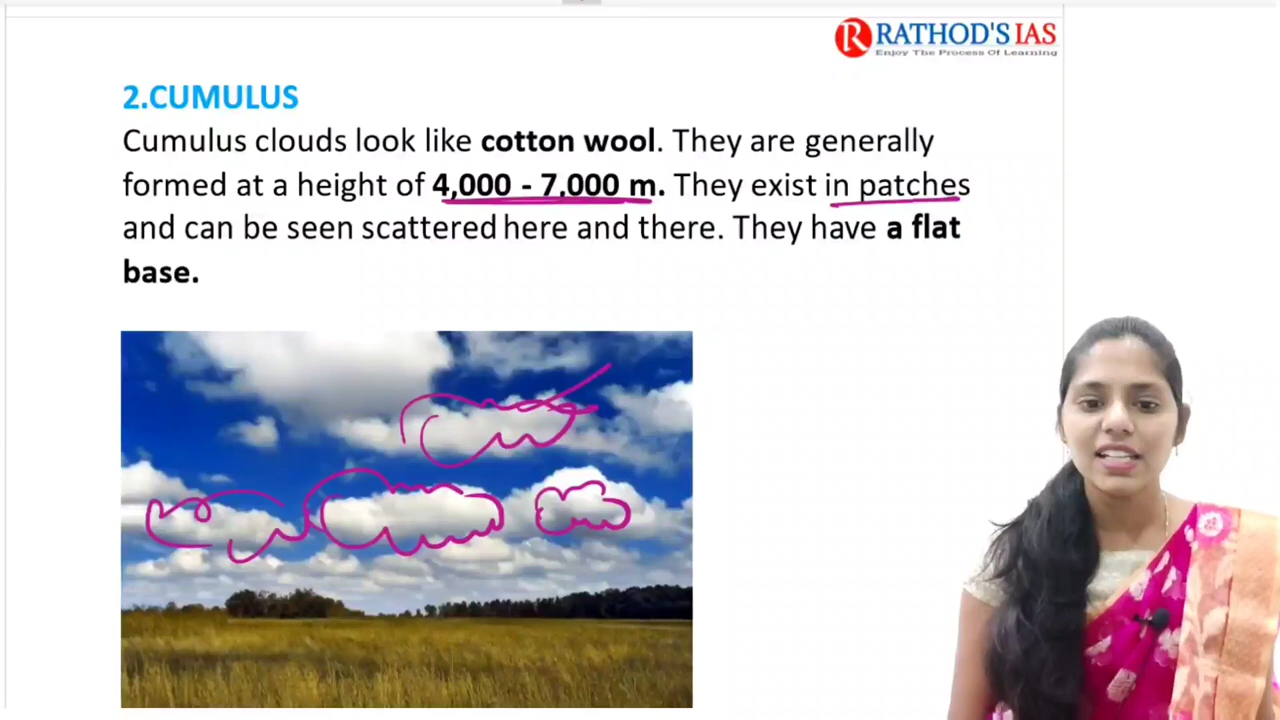 R RATHOD'S IAS
Enjoy The Process Of Learning
2.CUMULUS
Cumulus clouds look like cotton wool. They are generally
formed at a height of 4,000 - 7,000 m. They exist in patches
and can be seen scattered here and there. They have a flat
base.